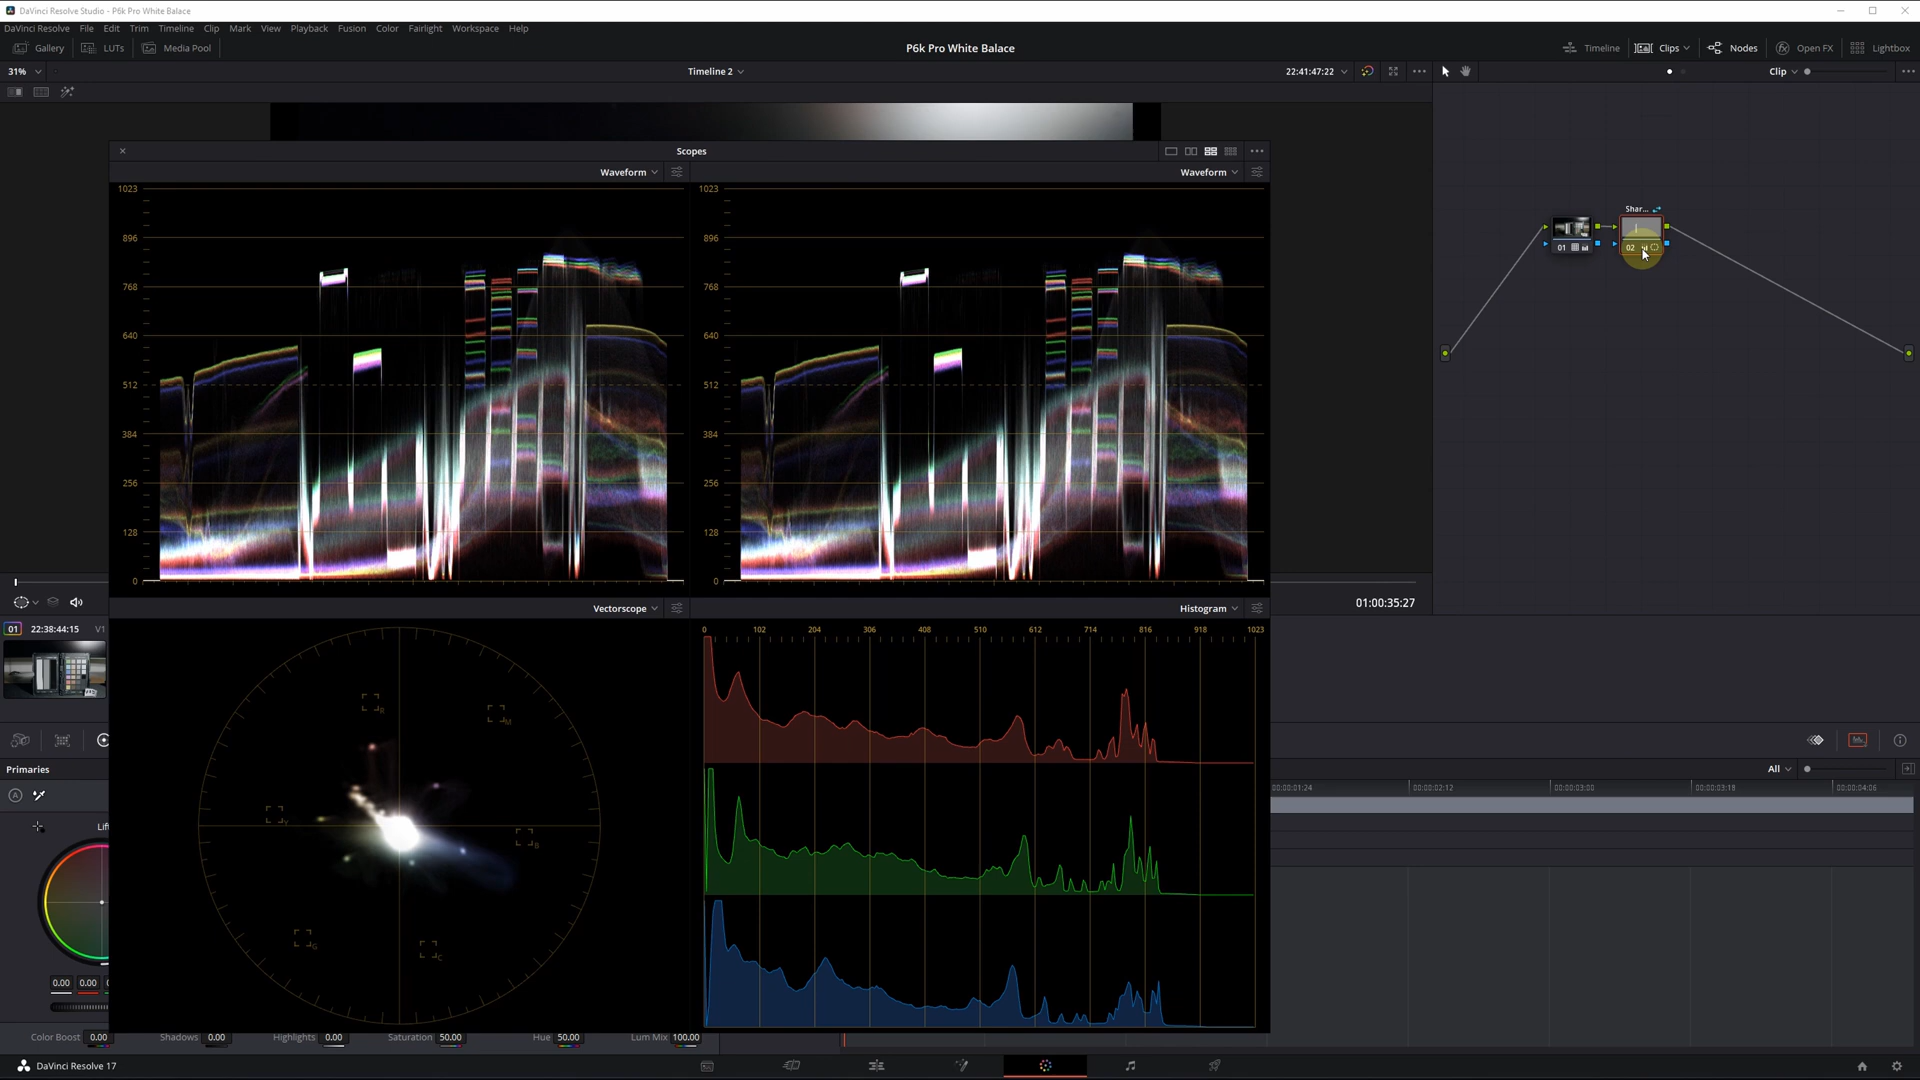 DaVinci Resolve Studio - P6k Pro White Balace
DaVinci Resolve File Edit Trim Timeline Clip Mark View Playback Fusion Color Fairlight Workspace Help
Gallery LUTs Media Pool P6k Pro White Balace Timeline Clips Nodes Open FX Lightbox
31% Timeline 2 22:41:47:22 Clip
Scopes
Waveform Waveform
1023 1023
896 896
768 768
640 640
512 512
384 384
256 256
128 128
0 0
Shar...
01 02
01:00:35:27
Vectorscope Histogram
01 22:38:44:15 V1
0 102 204 306 408 510 612 714 816 918 1023
R M
Y B
G C
Primaries
All
00:00:01:24 00:00:02:12 00:00:03:00 00:00:03:18 00:00:04:06
A
Lif
0.00 0.00
Color Boost 0.00 Shadows 0.00 Highlights 0.00 Saturation 50.00 Hue 50.00 Lum Mix 100.00
DaVinci Resolve 17